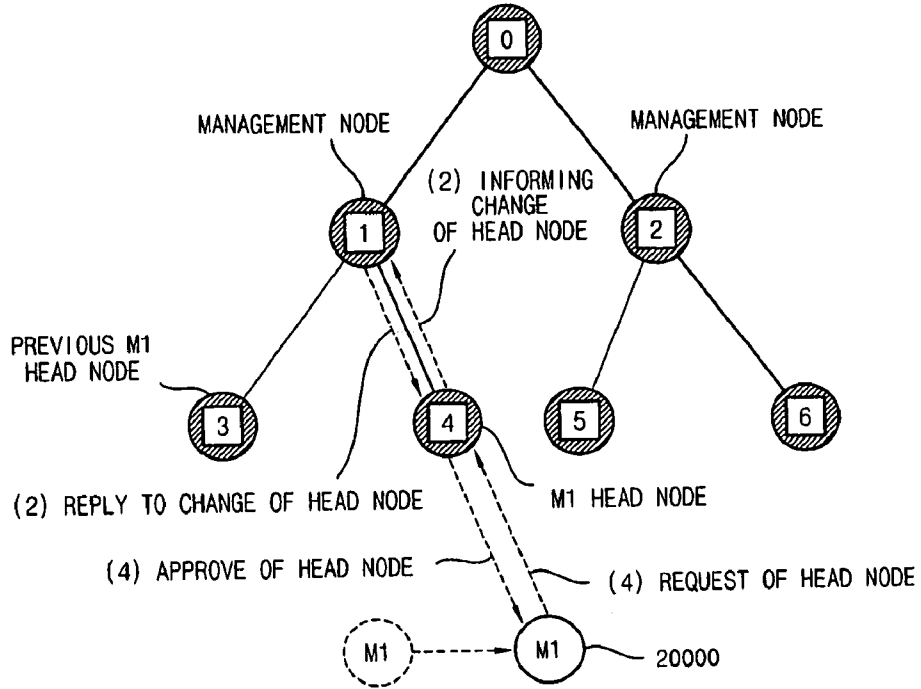 0
MANAGEMENT NODE
MANAGEMENT NODE
(2) INFORMING
CHANGE
OF HEAD NODE
1
2
PREVIOUS M1
HEAD NODE
3
4
5
6
(2) REPLY TO CHANGE OF HEAD NODE
M1 HEAD NODE
(4) APPROVE OF HEAD NODE
(4) REQUEST OF HEAD NODE
M1
M1
20000